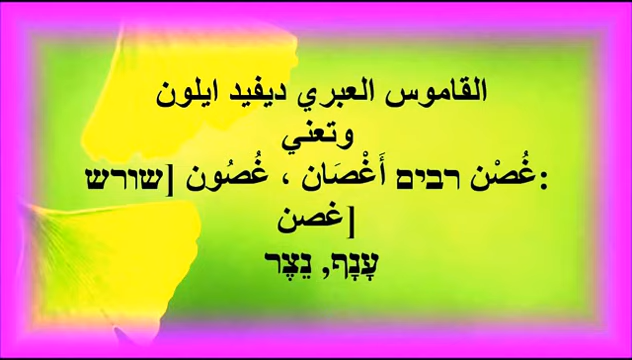 القاموس العبري ديفيد ايلون
وتعني
:غُصْن רבים أَغْصَان ، غُصُون [שורש
غصن]
עָנָף, נֵצֶר